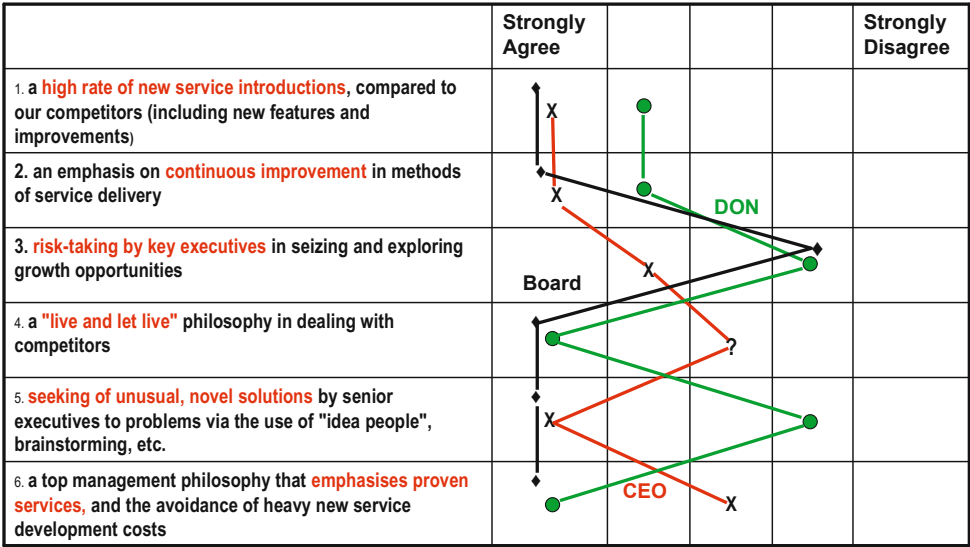 Strongly
Agree
Strongly
Disagree
1. a high rate of new service introductions, compared to
our competitors (including new features and
improvements)
X
2. an emphasis on continuous improvement in methods
of service delivery
X
DON
3. risk-taking by key executives in seizing and exploring
growth opportunities
X
Board
4. a "live and let live" philosophy in dealing with
competitors
?
5. seeking of unusual, novel solutions by senior
executives to problems via the use of "idea people",
brainstorming, etc.
X
6. a top management philosophy that emphasises proven
services, and the avoidance of heavy new service
development costs
CEO
X